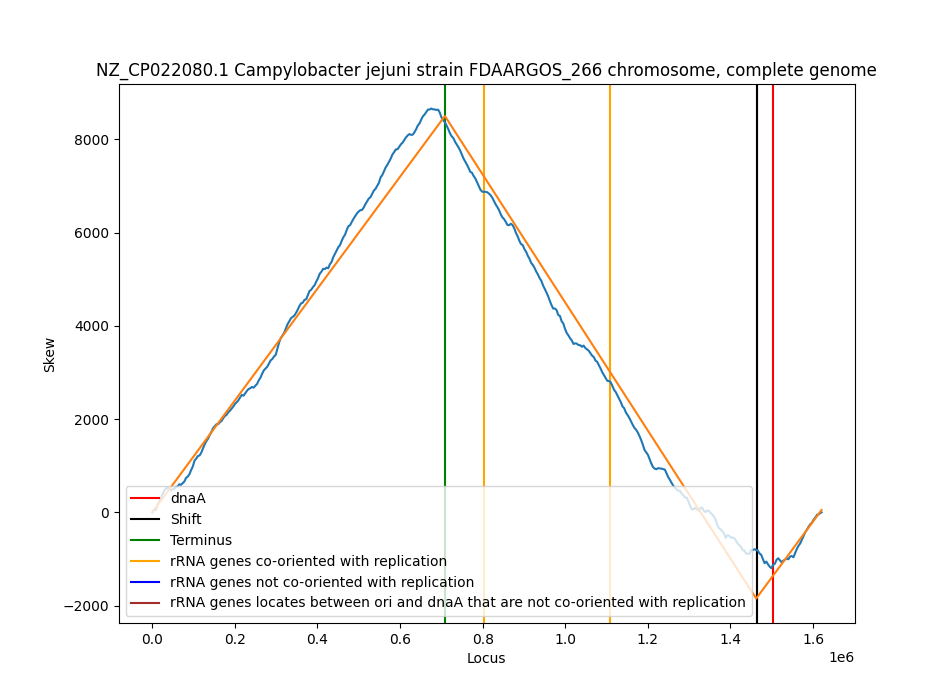 NZ_CP022080.1 Campylobacter jejuni strain FDAARGOS_266 chromosome, complete genome
Skew
8000
6000
4000
2000
0
−2000
dnaA
Shift
Terminus
rRNA genes co-oriented with replication
rRNA genes not co-oriented with replication
rRNA genes locates between ori and dnaA that are not co-oriented with replication
0.0 0.2 0.4 0.6 0.8 1.0 1.2 1.4 1.6
1e6
Locus